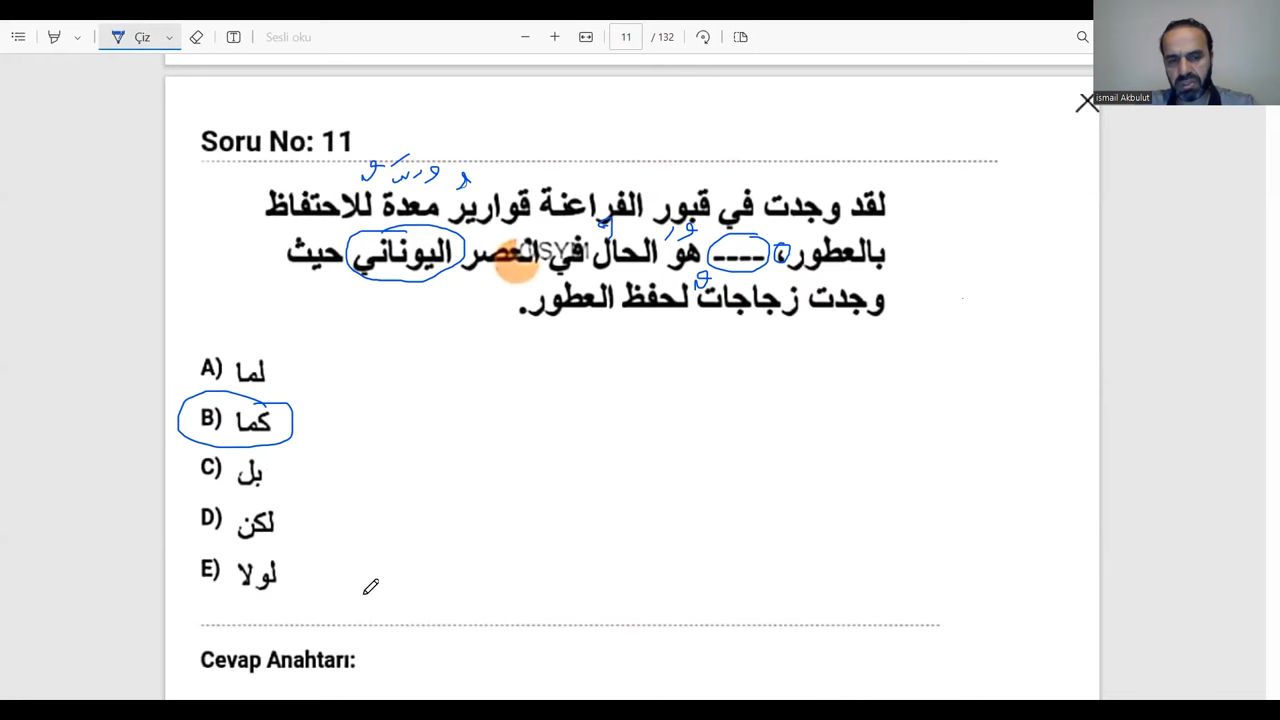 Çiz
Sesli oku
11 / 132
ismail Akbulut
Soru No: 11
لقد وجدت في قبور الفراعنة قوارير معدة للاحتفاظ
بالعطور، ---- هو الحال في العصر اليوناني حيث
وجدت زجاجات لحفظ العطور.
A) لما
B) كما
C) بل
D) لكن
E) لولا
Cevap Anahtarı: